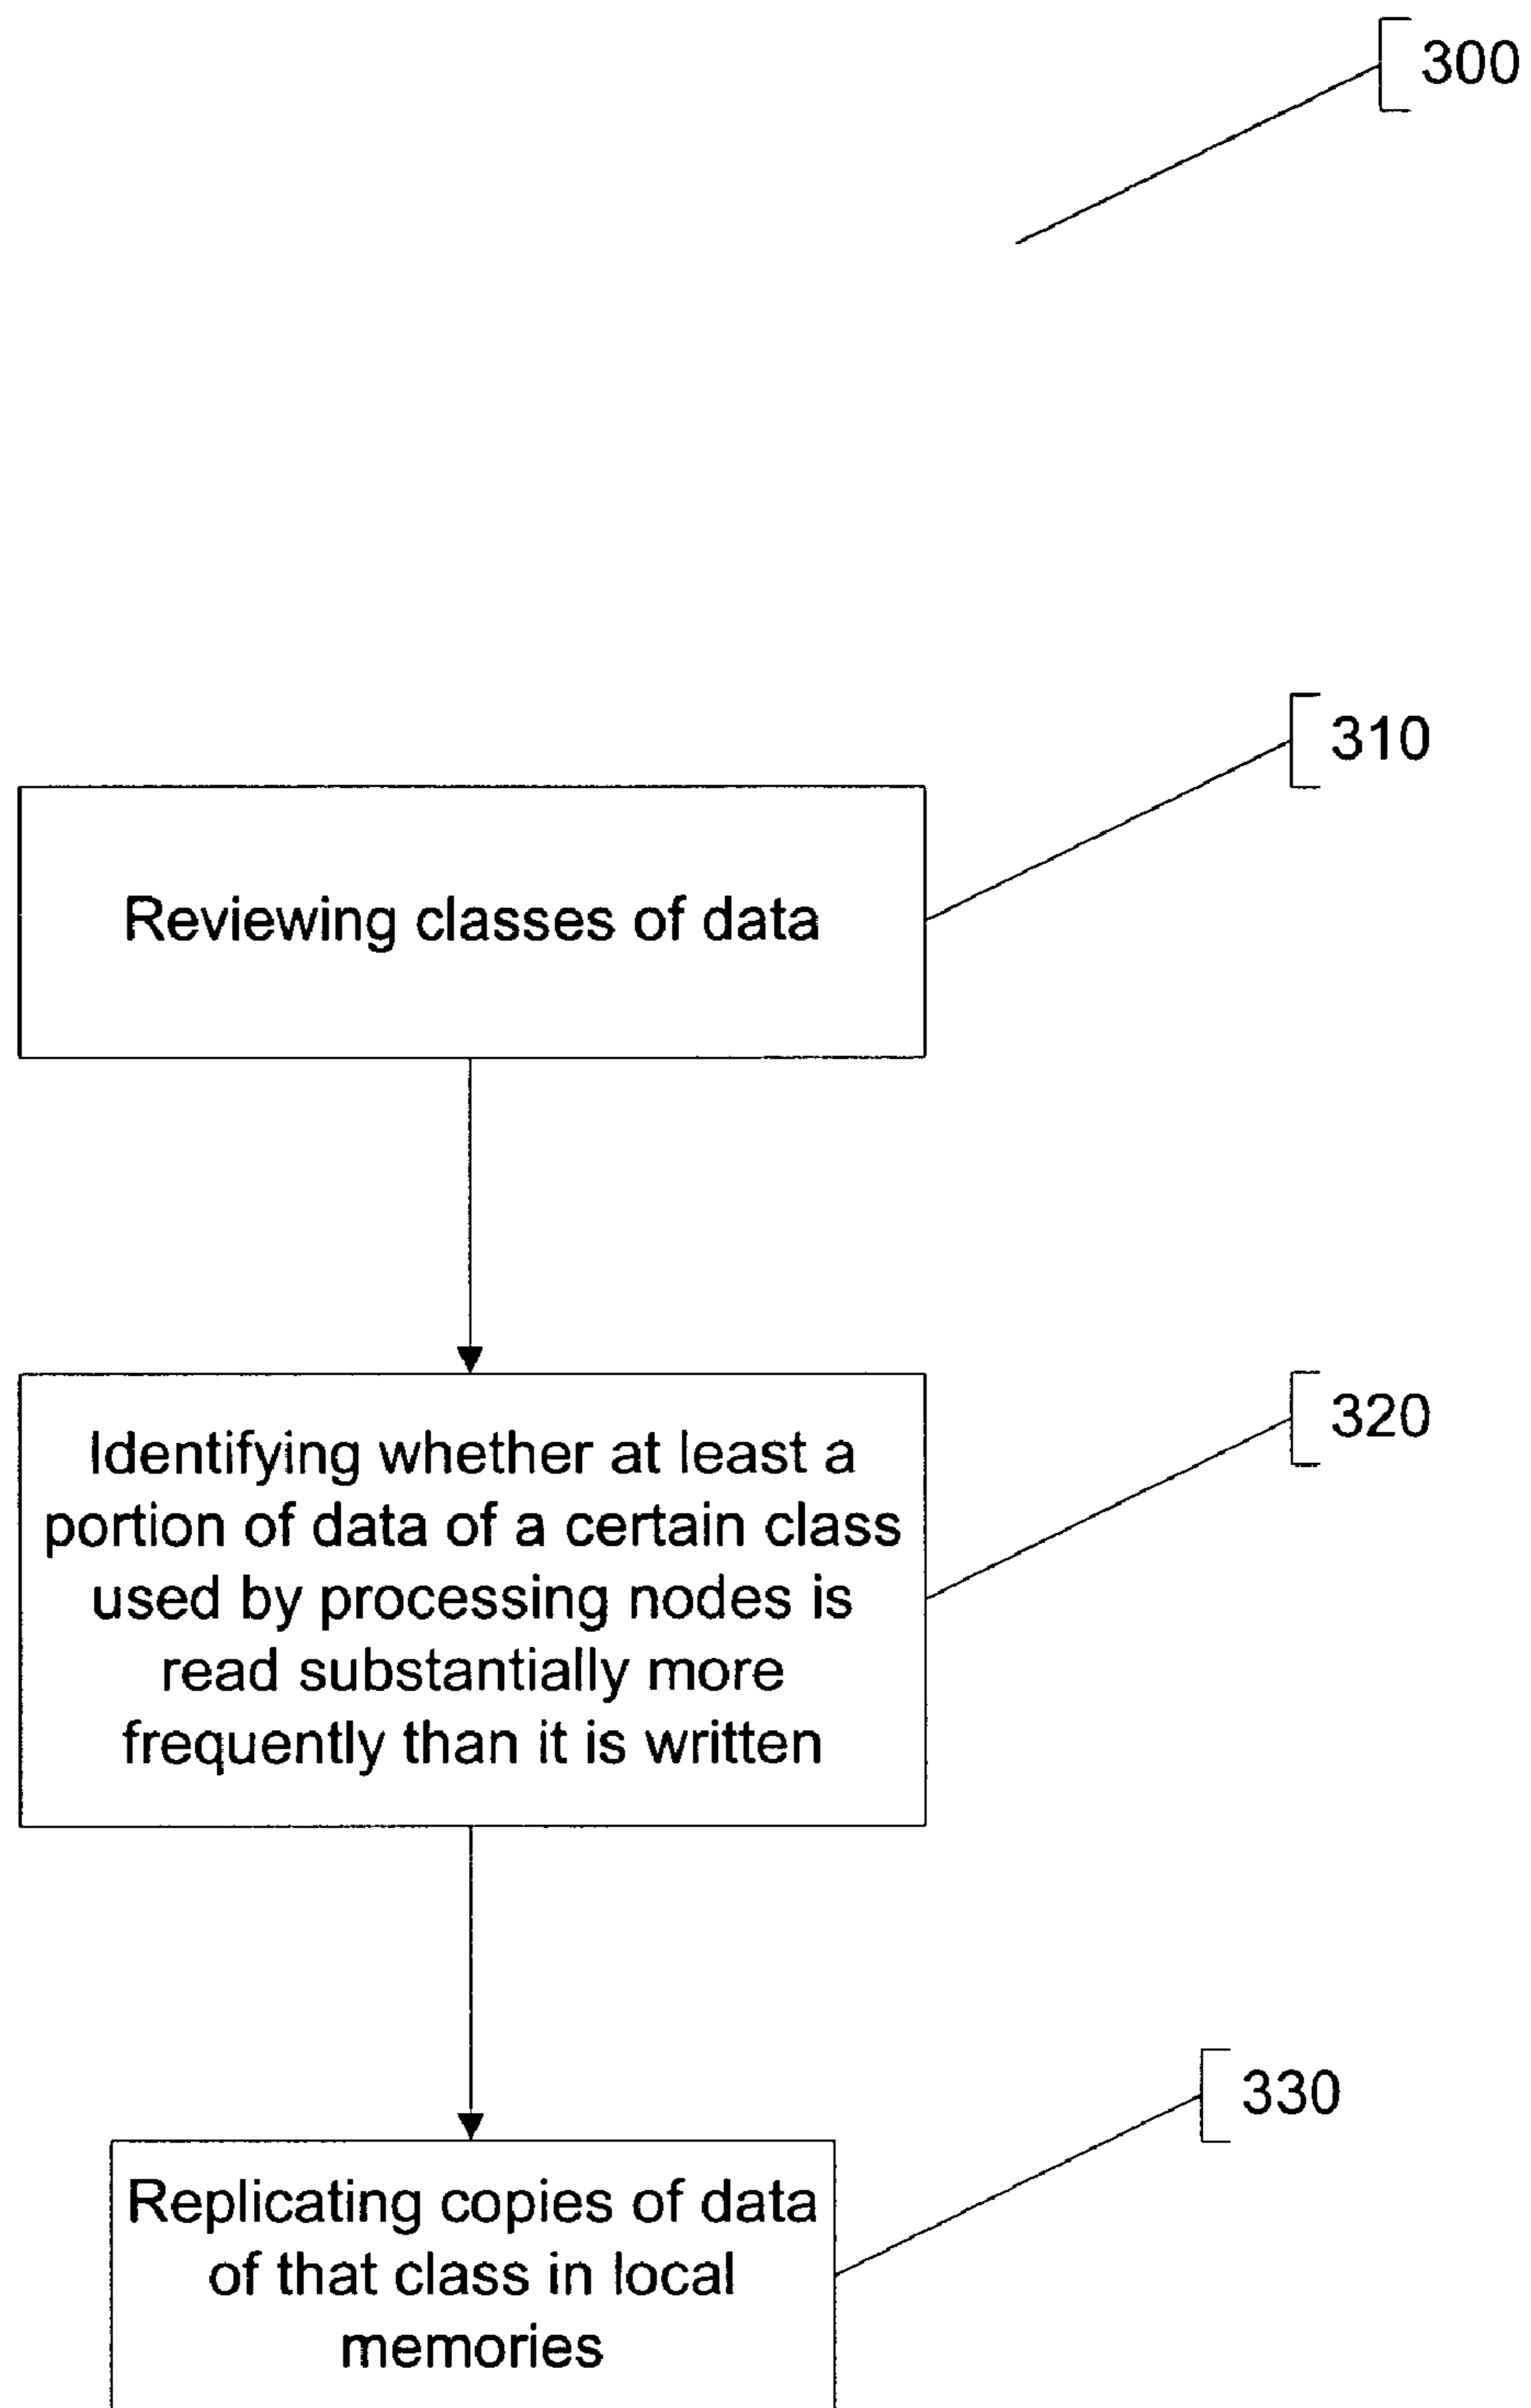 300
310
Reviewing classes of data
320
Identifying whether at least a
portion of data of a certain class
used by processing nodes is
read substantially more
frequently than it is written
330
Replicating copies of data
of that class in local
memories